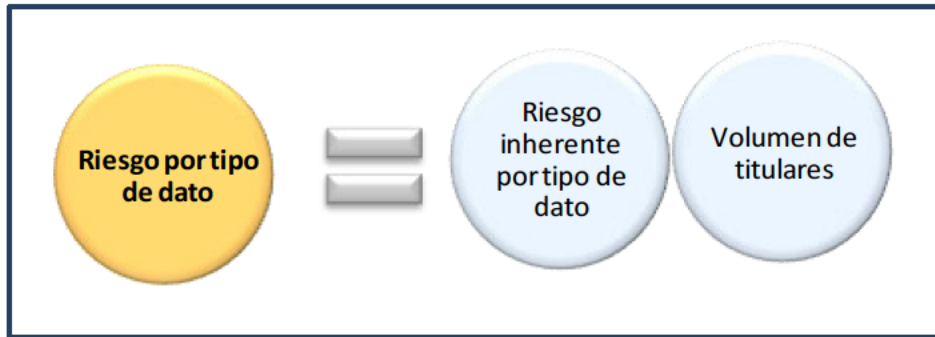 Riesgo por tipo
de dato
Riesgo
inherente
por tipo de
dato
Volumen de
titulares